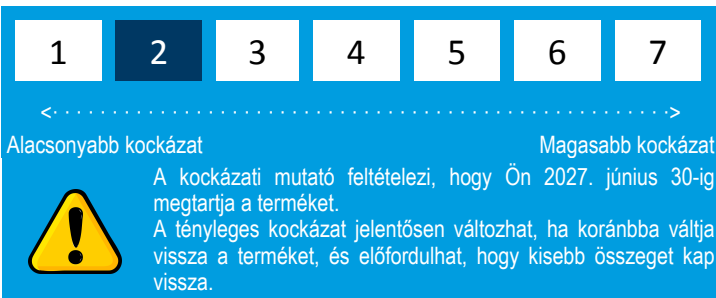 1 2 3 4 5 6 7
Alacsonyabb kockázat Magasabb kockázat
A kockázati mutató feltételezi, hogy Ön 2027. június 30-ig
megtartja a terméket.
A tényleges kockázat jelentősen változhat, ha koránbba váltja
vissza a terméket, és előfordulhat, hogy kisebb összeget kap
vissza.